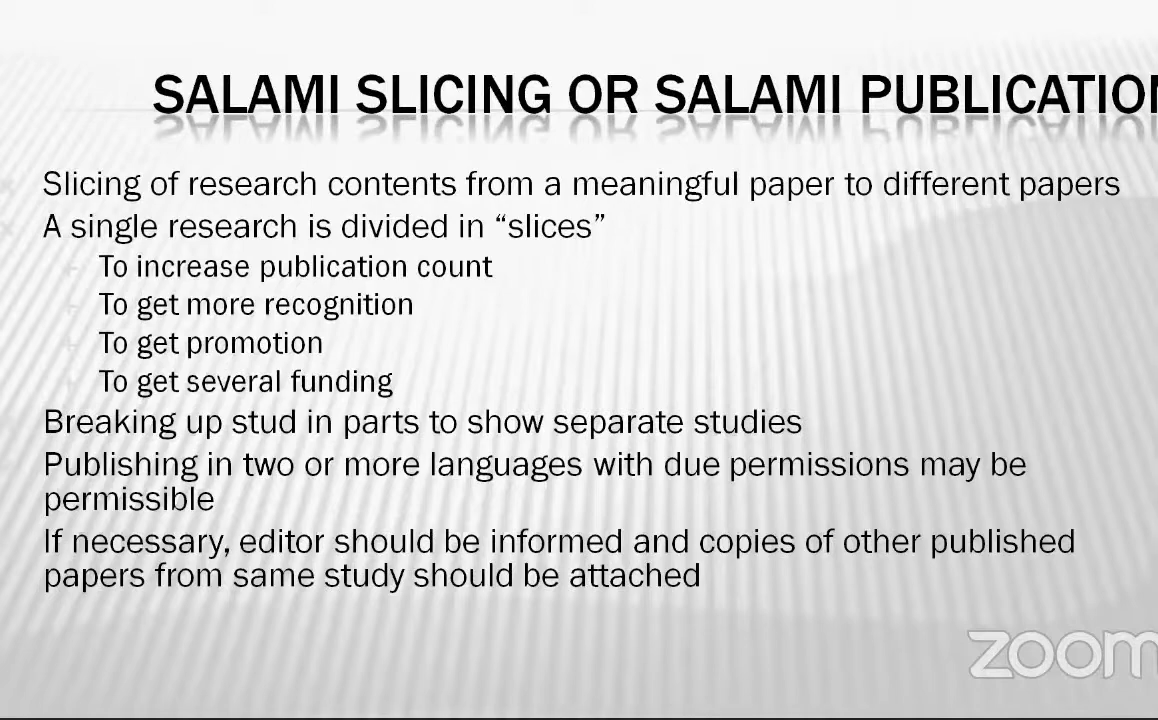 SALAMI SLICING OR SALAMI PUBLICATION
Slicing of research contents from a meaningful paper to different papers
A single research is divided in “slices”
To increase publication count
To get more recognition
To get promotion
To get several funding
Breaking up stud in parts to show separate studies
Publishing in two or more languages with due permissions may be
permissible
If necessary, editor should be informed and copies of other published
papers from same study should be attached
zoom